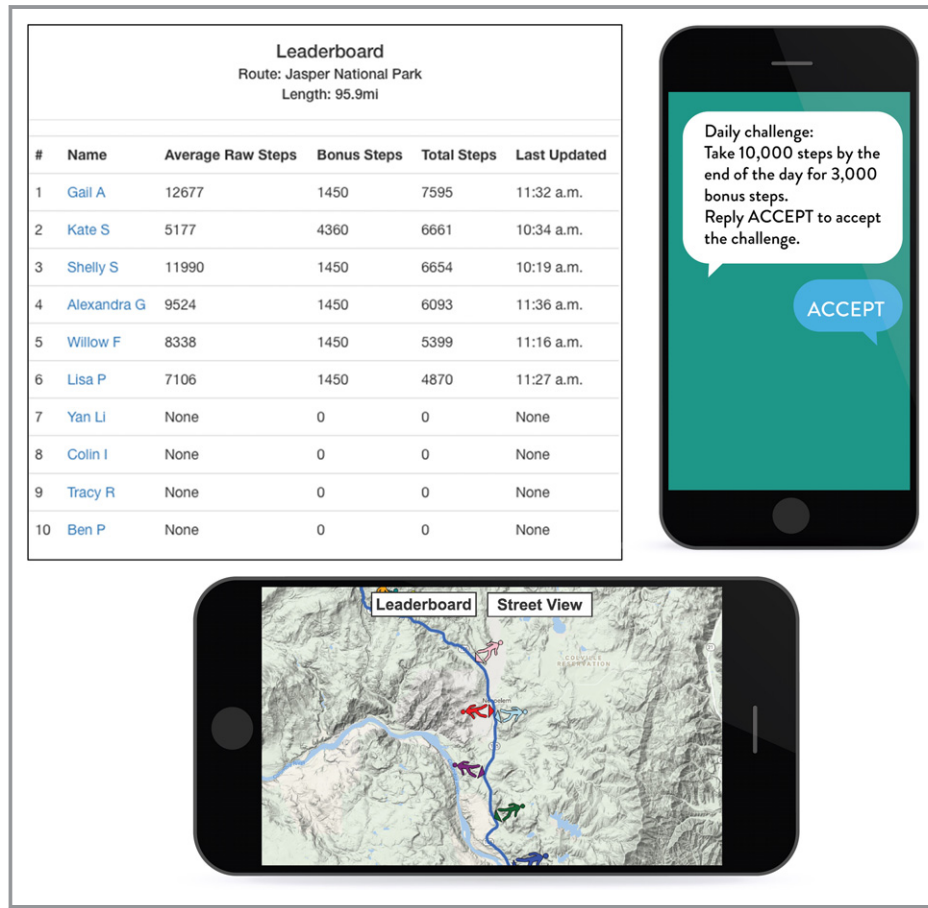 Leaderboard
Route: Jasper National Park
Length: 95.9mi
# Name Average Raw Steps Bonus Steps Total Steps Last Updated
1 Gail A 12677 1450 7595 11:32 a.m.
2 Kate S 5177 4360 6661 10:34 a.m.
3 Shelly S 11990 1450 6654 10:19 a.m.
4 Alexandra G 9524 1450 6093 11:36 a.m.
5 Willow F 8338 1450 5399 11:16 a.m.
6 Lisa P 7106 1450 4870 11:27 a.m.
7 Yan Li None 0 0 None
8 Colin I None 0 0 None
9 Tracy R None 0 0 None
10 Ben P None 0 0 None
Daily challenge:
Take 10,000 steps by the
end of the day for 3,000
bonus steps.
Reply ACCEPT to accept
the challenge.
ACCEPT
Leaderboard Street View
COLVILLE
RESERVATION